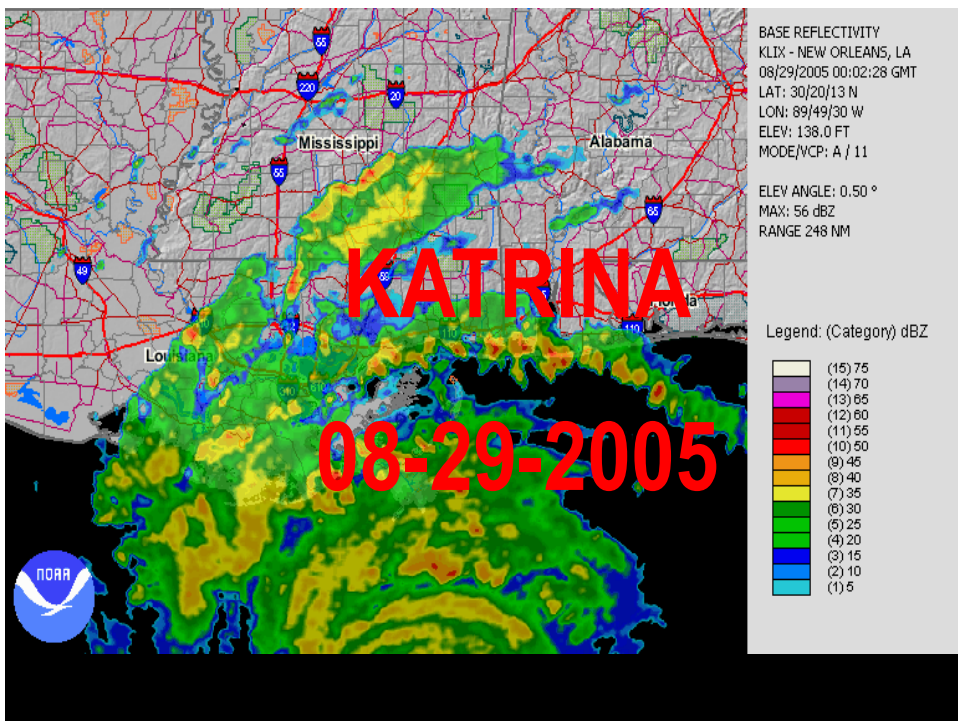 55
220
20
Mississippi
Alabama
55
65
49
KATRINA
Florida
110
Louisiana
110
310
610
08-29-2005
NOAA
BASE REFLECTIVITY
KLIX - NEW ORLEANS, LA
08/29/2005 00:02:28 GMT
LAT: 30/20/13 N
LON: 89/49/30 W
ELEV: 138.0 FT
MODE/VCP: A / 11
ELEV ANGLE: 0.50 °
MAX: 56 dBZ
RANGE 248 NM
Legend: (Category) dBZ
(15) 75
(14) 70
(13) 65
(12) 60
(11) 55
(10) 50
(9) 45
(8) 40
(7) 35
(6) 30
(5) 25
(4) 20
(3) 15
(2) 10
(1) 5